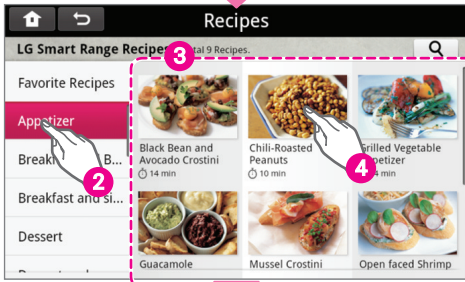 Recipes
LG Smart Range Recipes tal 9 Recipes.
3
Favorite Recipes
Appetizer
2
Black Bean and
Avocado Crostini
14 min
Chili-Roasted
Peanuts
10 min
4
Grilled Vegetable
petizer
min
B...
Breakfast and si...
Dessert
Guacamole
Mussel Crostini
Open faced Shrimp